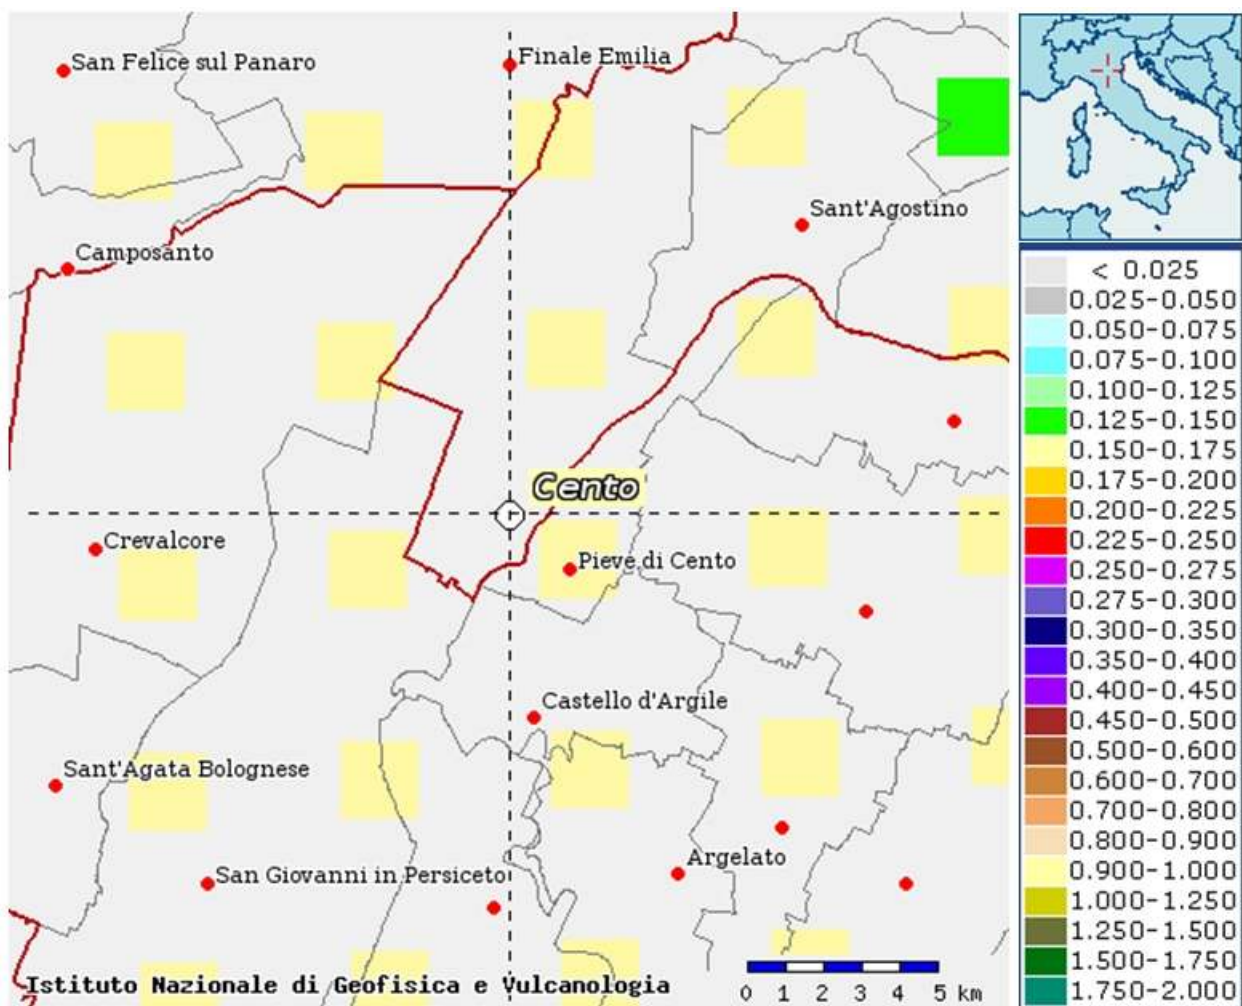 San Felice sul Panaro
Finale Emilia
Sant'Agostino
Camposanto
Cento
Crevalcore
Pieve di Cento
Castello d'Argile
Sant'Agata Bolognese
Argelato
San Giovanni in Persiceto
Istituto Nazionale di Geofisica e Vulcanologia
0 1 2 3 4 5 km
< 0.025
0.025-0.050
0.050-0.075
0.075-0.100
0.100-0.125
0.125-0.150
0.150-0.175
0.175-0.200
0.200-0.225
0.225-0.250
0.250-0.275
0.275-0.300
0.300-0.350
0.350-0.400
0.400-0.450
0.450-0.500
0.500-0.600
0.600-0.700
0.700-0.800
0.800-0.900
0.900-1.000
1.000-1.250
1.250-1.500
1.500-1.750
1.750-2.000